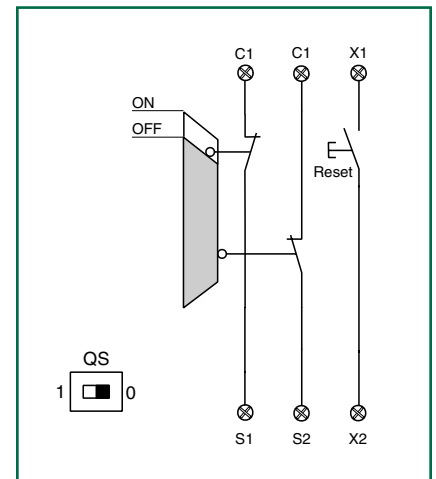 C1 C1 X1
ON
OFF
Reset
QS
1 0
S1 S2 X2